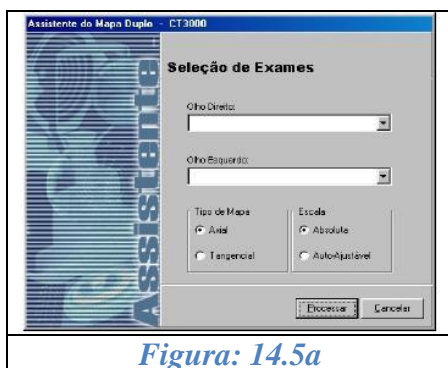 Assistente do Mapa Duplo - CT3000
Assistente
Seleção de Exames
Olho Direito:
Olho Esquerdo:
Tipo de Mapa
Axial
Tangencial
Escala
Absoluta
Auto-Ajustável
Processar
Cancelar
Figura: 14.5a